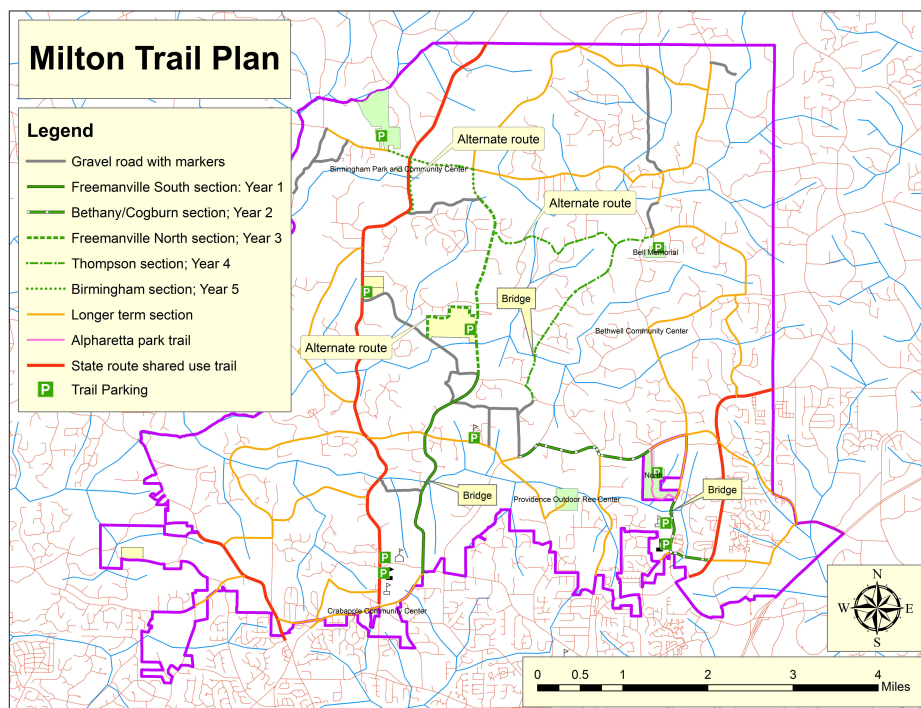 Milton Trail Plan
Legend
Gravel road with markers
Freemanville South section: Year 1
Bethany/Cogburn section; Year 2
Freemanville North section; Year 3
Thompson section; Year 4
Birmingham section; Year 5
Longer term section
Alpharetta park trail
State route shared use trail
P Trail Parking
P
Alternate route
Birmingham Park and Community Center
Alternate route
P
Bell Memorial
P
Bridge
P
Bethwell Community Center
Alternate route
P
North
P
Bridge
Bridge
Providence Outdoor Rec Center
P
P
P
P
Crabapple Community Center
N
W E
S
0 0.5 1 2 3 4
Miles